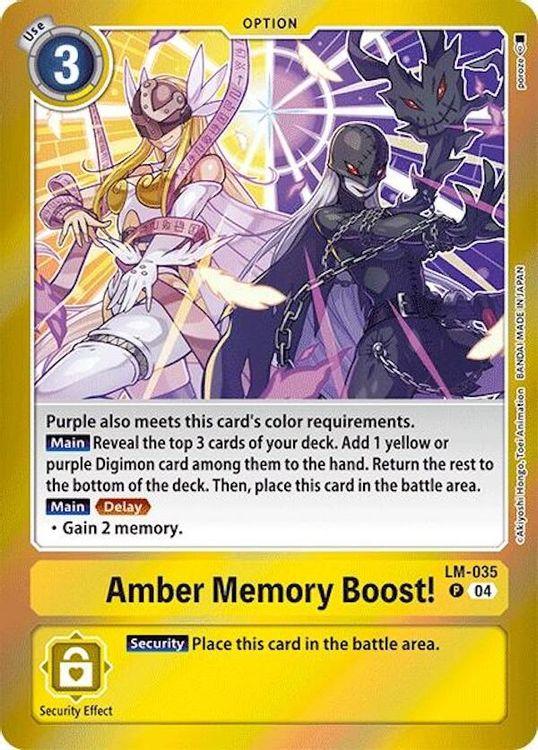 OPTION
Use
3
poroze
Purple also meets this card's color requirements.
Main Reveal the top 3 cards of your deck. Add 1 yellow or
purple Digimon card among them to the hand. Return the rest to
the bottom of the deck. Then, place this card in the battle area.
Main Delay
・Gain 2 memory.
©Akiyoshi Hongo, Toei Animation BANDAI MADE IN JAPAN
LM-035
Amber Memory Boost! P 04
Security Place this card in the battle area.
Security Effect